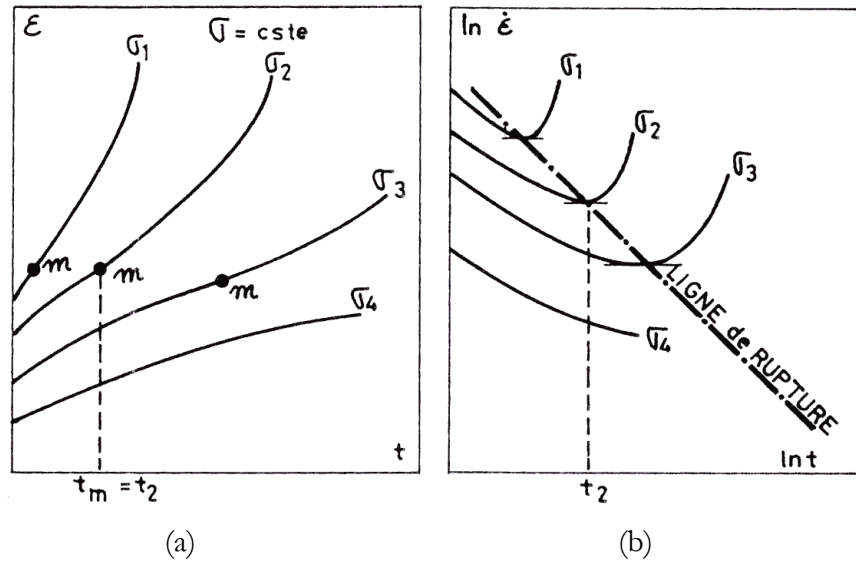 ε
σ = cste
σ1
σ2
σ3
σ4
m
m
m
t
tm = t2
(a)
ln ε̇
σ1
σ2
σ3
σ4
LIGNE de RUPTURE
ln t
t2
(b)